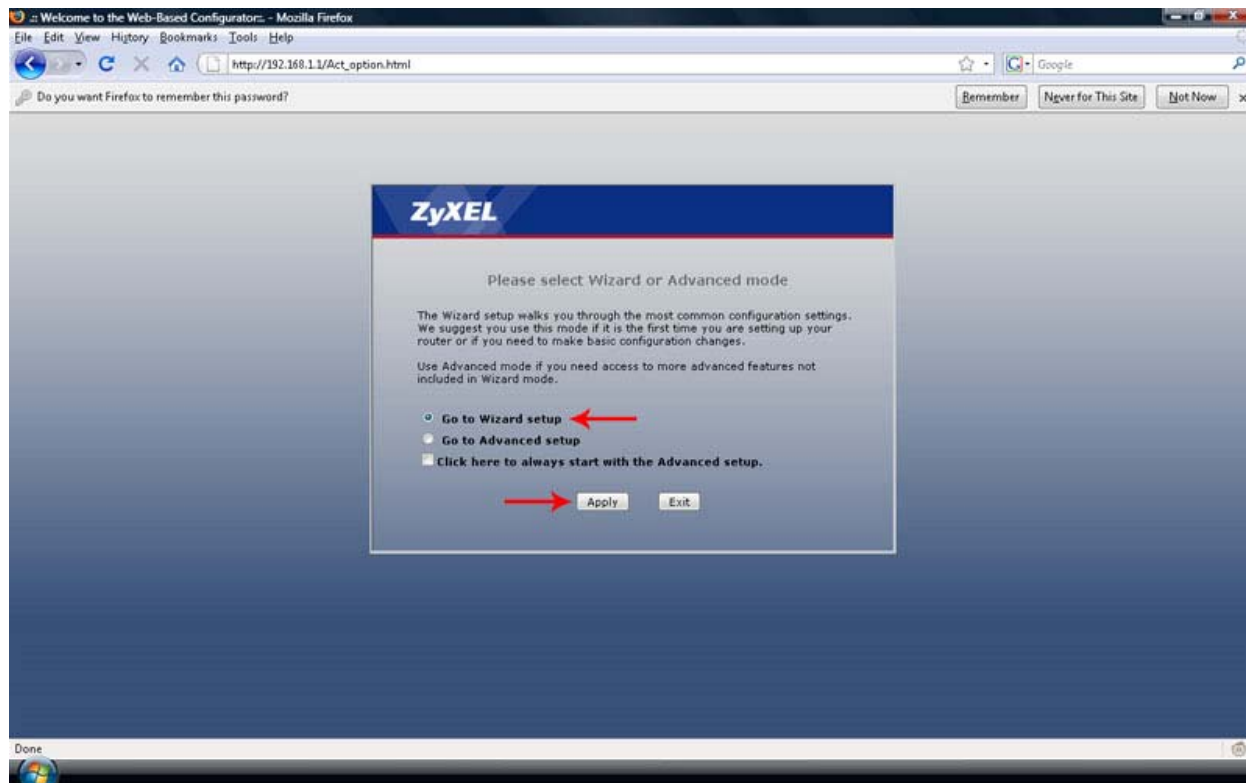 .:: Welcome to the Web-Based Configurator::. - Mozilla Firefox
File Edit View History Bookmarks Tools Help
http://192.168.1.1/Act_option.html
Google
Do you want Firefox to remember this password?
Remember Never for This Site Not Now x
ZyXEL
Please select Wizard or Advanced mode
The Wizard setup walks you through the most common configuration settings.
We suggest you use this mode if it is the first time you are setting up your
router or if you need to make basic configuration changes.
Use Advanced mode if you need access to more advanced features not
included in Wizard mode.
Go to Wizard setup
Go to Advanced setup
Click here to always start with the Advanced setup.
Apply Exit
Done